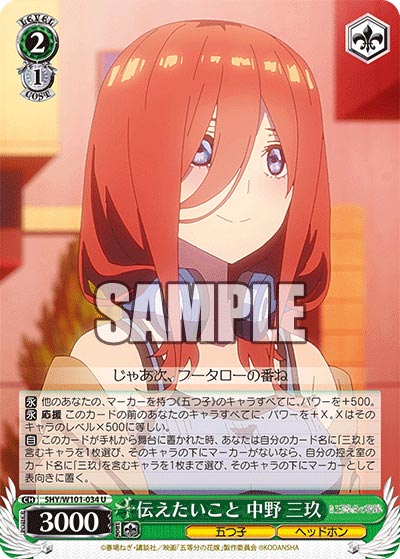 LEVEL
2
1
COST
SAMPLE
じゃあ次、フータローの番ね
永 他のあなたの、マーカーを持つ《五つ子》のキャラすべてに、パワーを+500。
永 応援 このカードの前のあなたのキャラすべてに、パワーを+X。Xはそのキャラのレベル×500に等しい。
自 このカードが手札から舞台に置かれた時、あなたは自分のカード名に「三玖」を含むキャラを1枚選び、そのキャラにマーカーがないなら、自分の控え室のカード名に「三玖」を含むキャラを1枚まで選び、そのキャラの下にマーカーとして表向きに置く。
CH 5HY/W101-034 U
伝えたいこと 中野 三玖
3000
五つ子
ヘッドホン
©春場ねぎ・講談社/映画「五等分の花嫁」製作委員会 ©KODANSHA